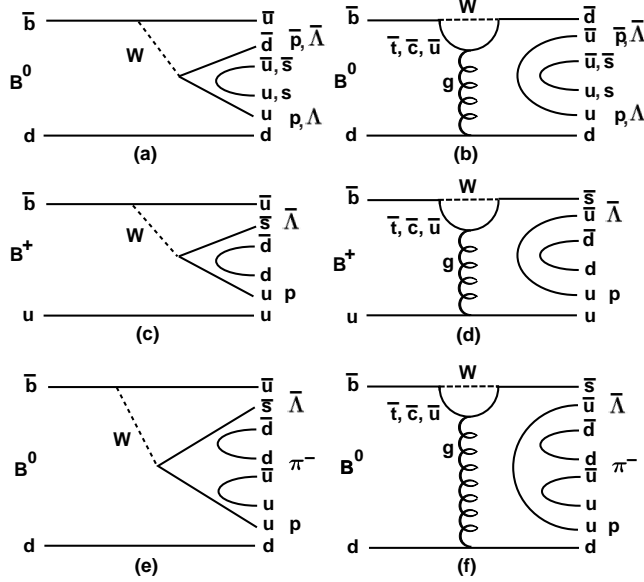 b̄ ū
W
d̄ p̄, Λ̄
ū, s̄
B⁰
u, s
u p, Λ
d d
(a)
b̄ W d̄
ū p̄, Λ̄
t̄, c̄, ū
ū, s̄
B⁰ g
u, s
u p, Λ
d d
(b)
b̄ ū
W
s̄ Λ̄
d̄
B⁺
d
u p
u u
(c)
b̄ W s̄
ū Λ̄
t̄, c̄, ū
d̄
B⁺ g
d
u p
u u
(d)
b̄ ū
s̄ Λ̄
W d̄
B⁰ d π⁻
ū
u
u p
d d
(e)
b̄ W s̄
ū Λ̄
t̄, c̄, ū
d̄
g
B⁰ d π⁻
ū
u
u p
d d
(f)